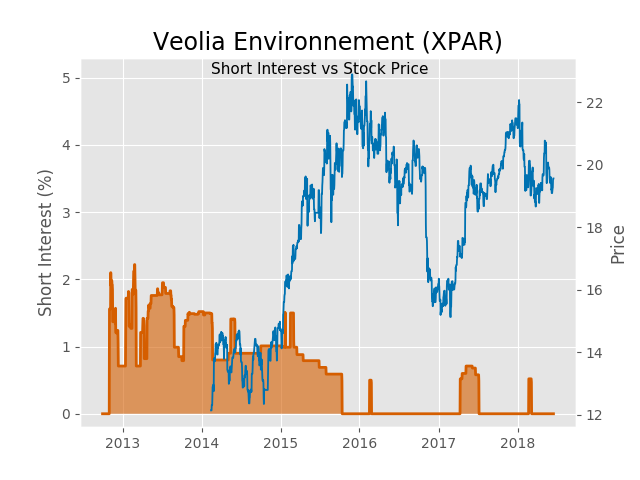 Veolia Environnement (XPAR)
Short Interest vs Stock Price
Short Interest (%)
5
4
3
2
1
0
22
20
18
16
14
12
Price
2013 2014 2015 2016 2017 2018